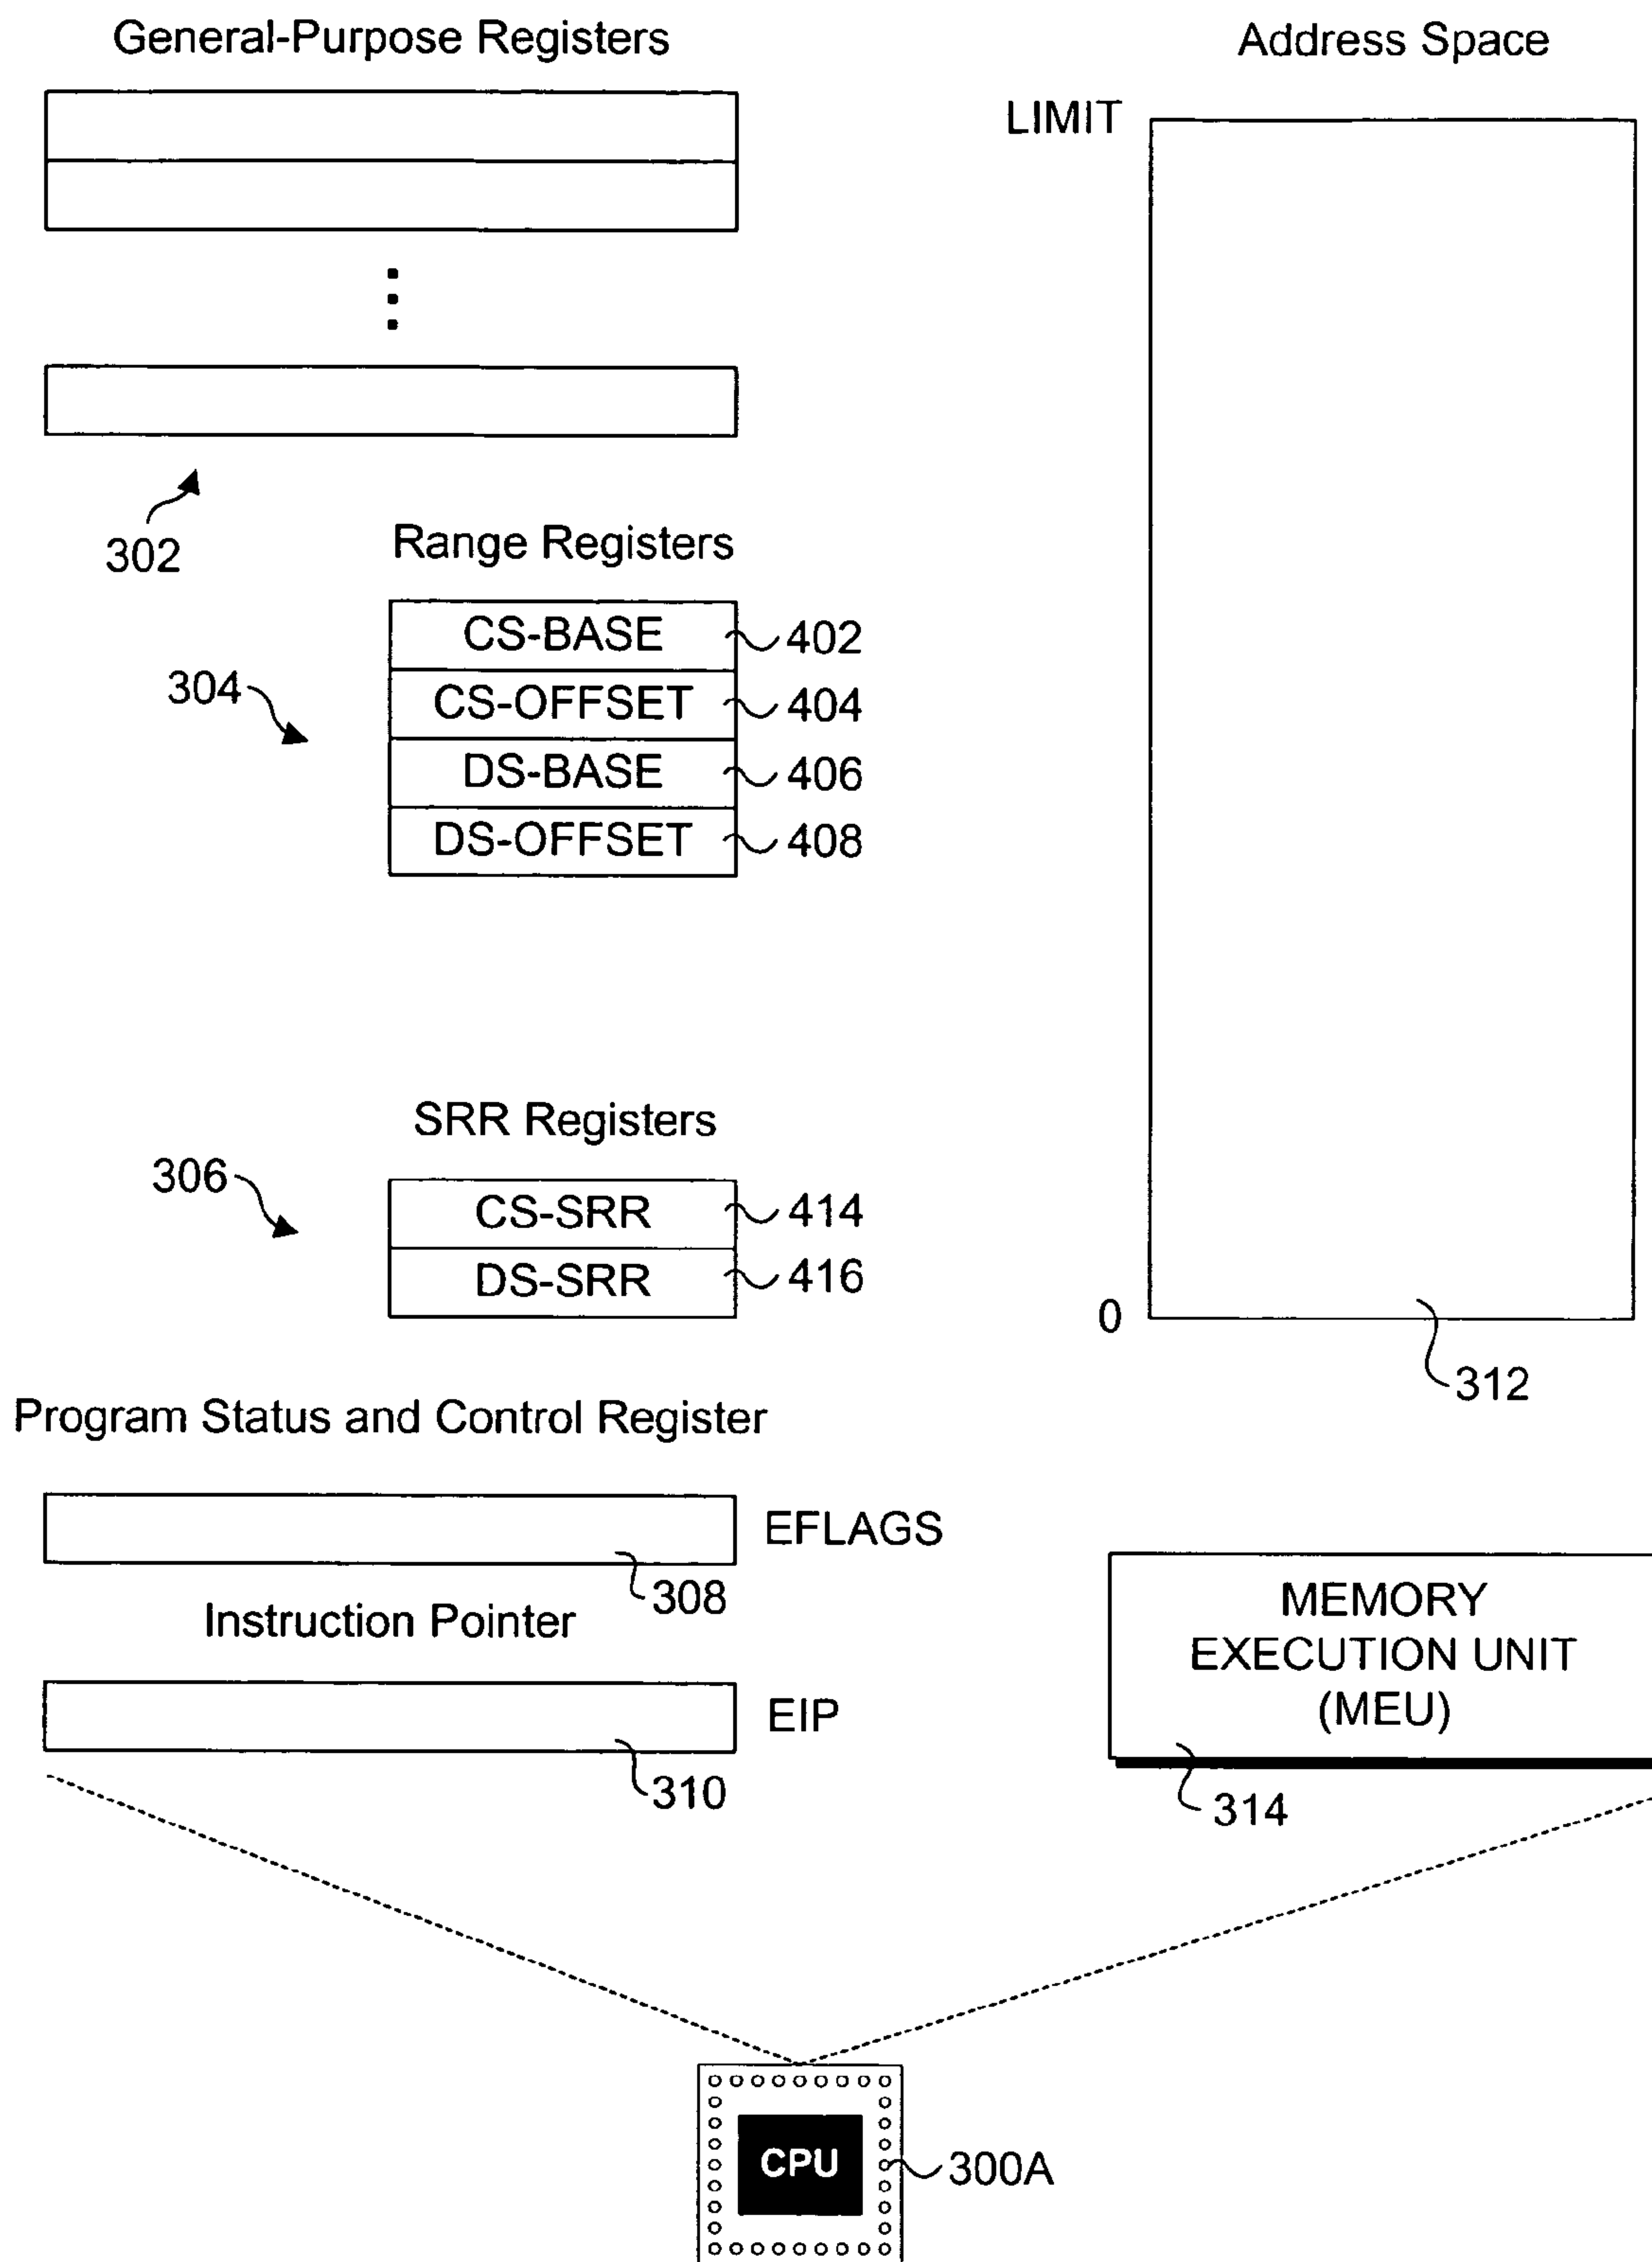 General-Purpose Registers
302
Range Registers
304
CS-BASE 402
CS-OFFSET 404
DS-BASE 406
DS-OFFSET 408
SRR Registers
306
CS-SRR 414
DS-SRR 416
Program Status and Control Register
EFLAGS
308
Instruction Pointer
EIP
310
Address Space
LIMIT
0
312
MEMORY
EXECUTION UNIT
(MEU)
314
CPU
300A